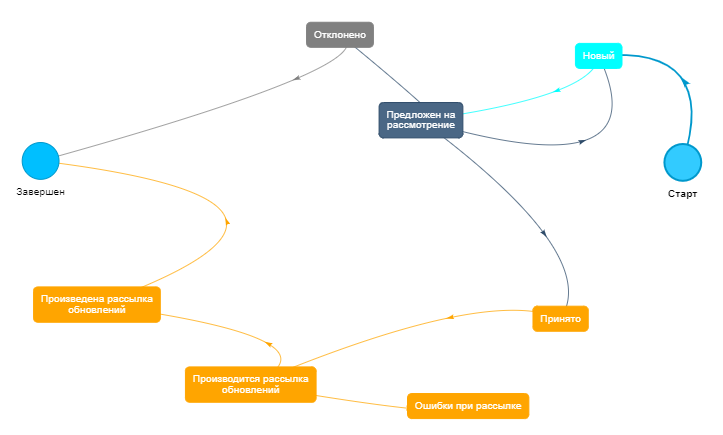 Отклонено
Новый
Предложен на
рассмотрение
Завершен
Старт
Произведена рассылка
обновлений
Принято
Производится рассылка
обновлений
Ошибки при рассылке